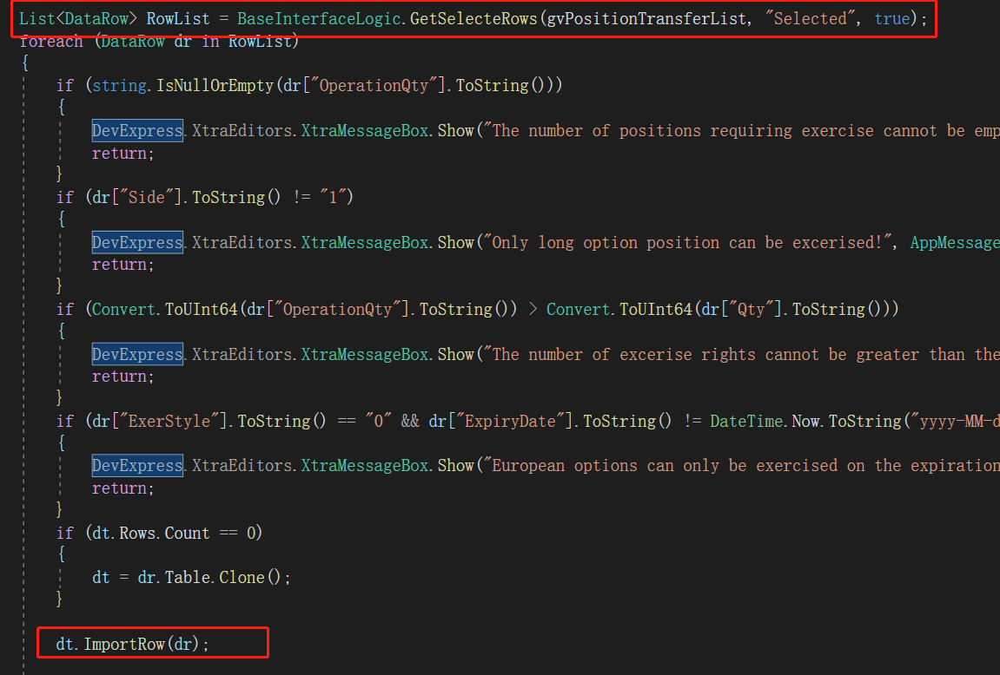 List<DataRow> RowList = BaseInterfaceLogic.GetSelecteRows(gvPositionTransferList, "Selected", true);
foreach (DataRow dr in RowList)
{
if (string.IsNullOrEmpty(dr["OperationQty"].ToString()))
{
DevExpress.XtraEditors.XtraMessageBox.Show("The number of positions requiring exercise cannot be emp
return;
}
if (dr["Side"].ToString() != "1")
{
DevExpress.XtraEditors.XtraMessageBox.Show("Only long option position can be excerised!", AppMessage
return;
}
if (Convert.ToUInt64(dr["OperationQty"].ToString()) > Convert.ToUInt64(dr["Qty"].ToString()))
{
DevExpress.XtraEditors.XtraMessageBox.Show("The number of excerise rights cannot be greater than the
return;
}
if (dr["ExerStyle"].ToString() == "0" && dr["ExpiryDate"].ToString() != DateTime.Now.ToString("yyyy-MM-d
{
DevExpress.XtraEditors.XtraMessageBox.Show("European options can only be exercised on the expiration
return;
}
if (dt.Rows.Count == 0)
{
dt = dr.Table.Clone();
}
dt.ImportRow(dr);